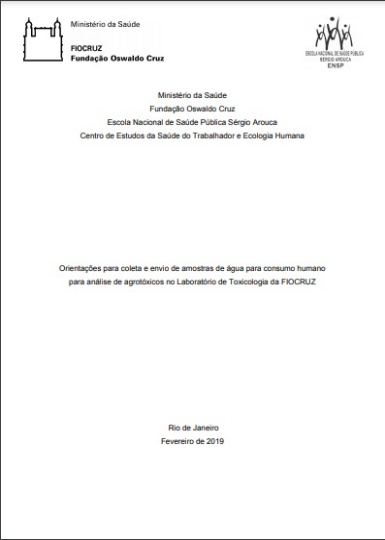 Ministério da Saúde
FIOCRUZ
Fundação Oswaldo Cruz
ESCOLA NACIONAL DE SAÚDE PÚBLICA
SERGIO AROUCA
ENSP
Ministério da Saúde
Fundação Oswaldo Cruz
Escola Nacional de Saúde Pública Sérgio Arouca
Centro de Estudos da Saúde do Trabalhador e Ecologia Humana
Orientações para coleta e envio de amostras de água para consumo humano
para análise de agrotóxicos no Laboratório de Toxicologia da FIOCRUZ
Rio de Janeiro
Fevereiro de 2019